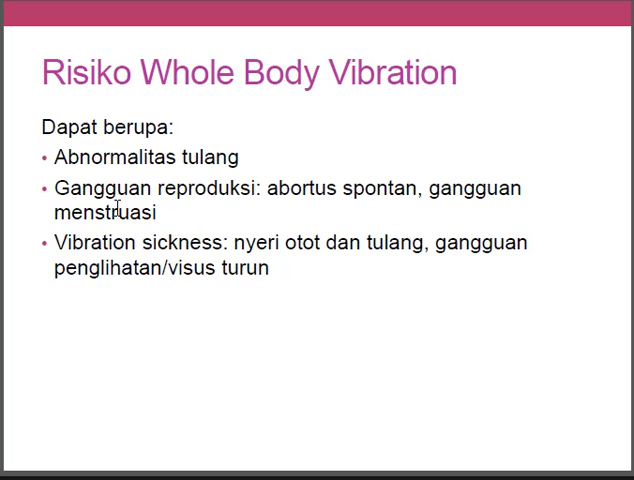 Risiko Whole Body Vibration
Dapat berupa:
• Abnormalitas tulang
• Gangguan reproduksi: abortus spontan, gangguan
menstruasi
• Vibration sickness: nyeri otot dan tulang, gangguan
penglihatan/visus turun